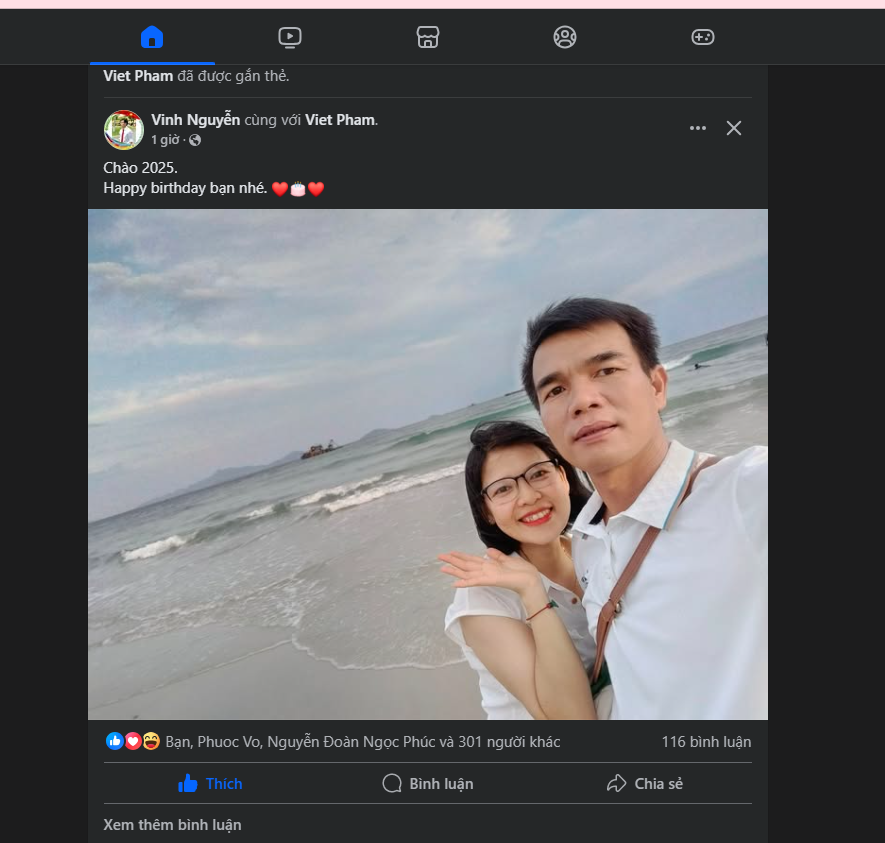 Viet Pham đã được gắn thẻ.
Vinh Nguyễn cùng với Viet Pham.
1 giờ ·
Chào 2025.
Happy birthday bạn nhé. ❤️🎂❤️
Bạn, Phuoc Vo, Nguyễn Đoàn Ngọc Phúc và 301 người khác 116 bình luận
Thích Bình luận Chia sẻ
Xem thêm bình luận